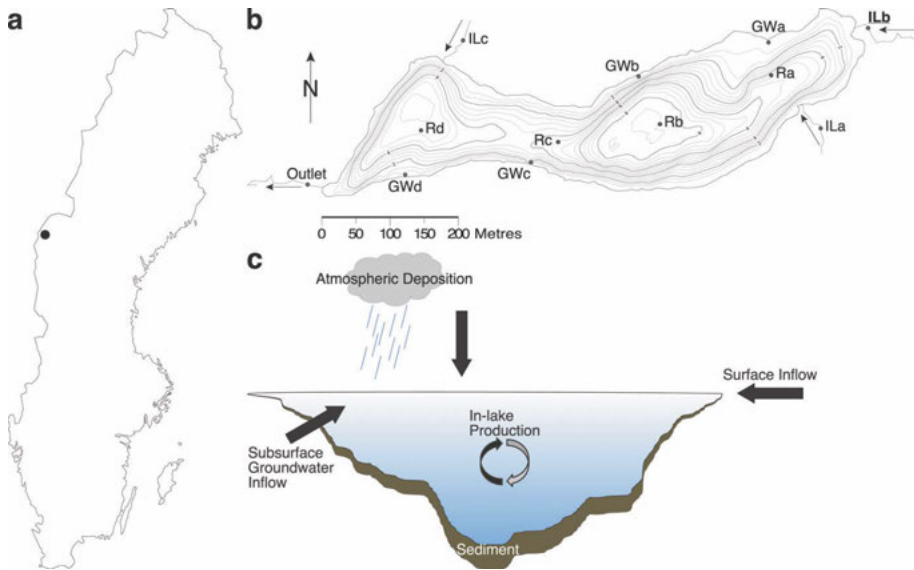 a
b
ILc
GWa
ILb
GWb
Ra
N
Rd
Rb
ILa
Rc
Outlet
GWd
GWc
0 50 100 150 200 Metres
c
Atmospheric Deposition
Surface Inflow
In-lake
Production
Subsurface
Groundwater
Inflow
Sediment